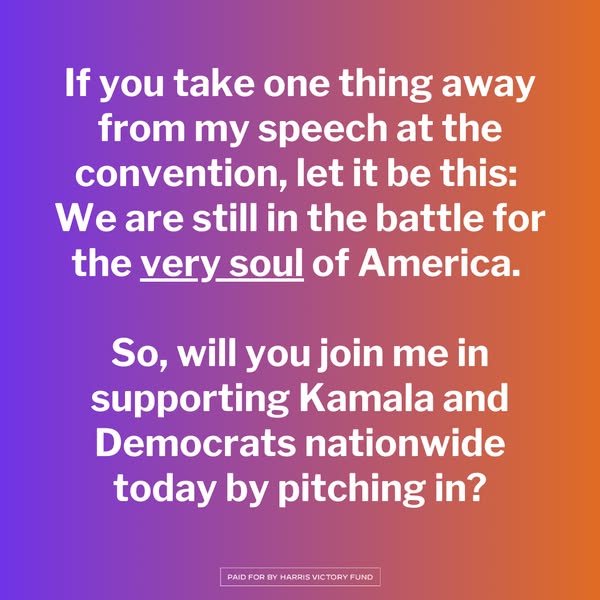 If you take one thing away
from my speech at the
convention, let it be this:
We are still in the battle for
the very soul of America.
So, will you join me in
supporting Kamala and
Democrats nationwide
today by pitching in?
PAID FOR BY HARRIS VICTORY FUND